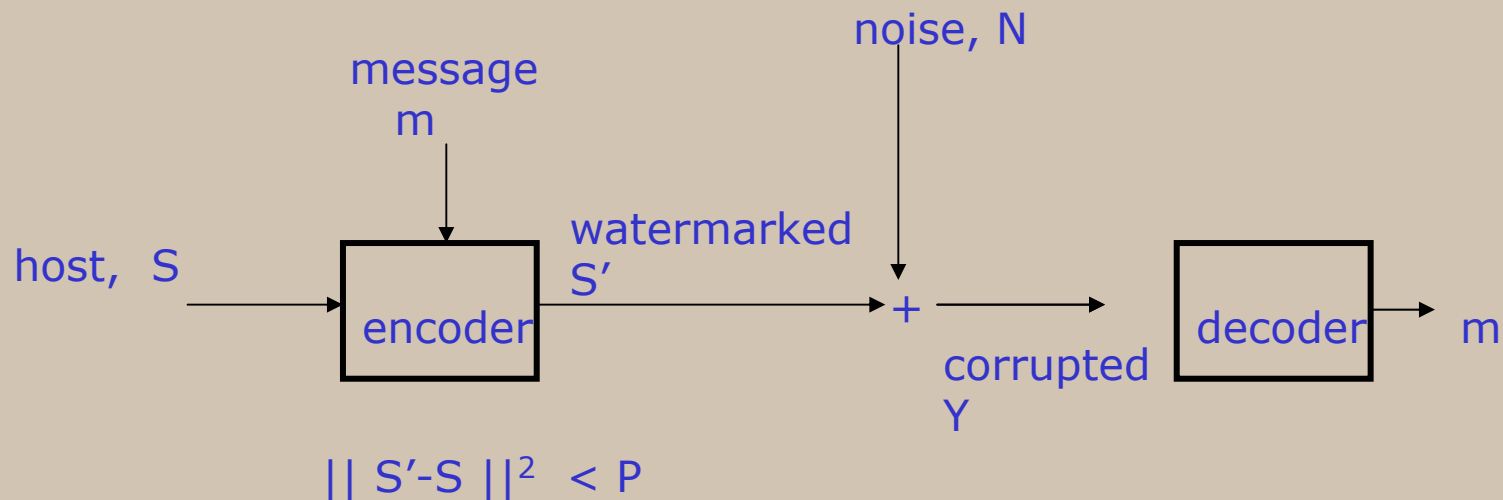 noise, N
message
m
watermarked
S’
host, S
encoder
+
corrupted
Y
decoder
m
|| S’-S ||² < P